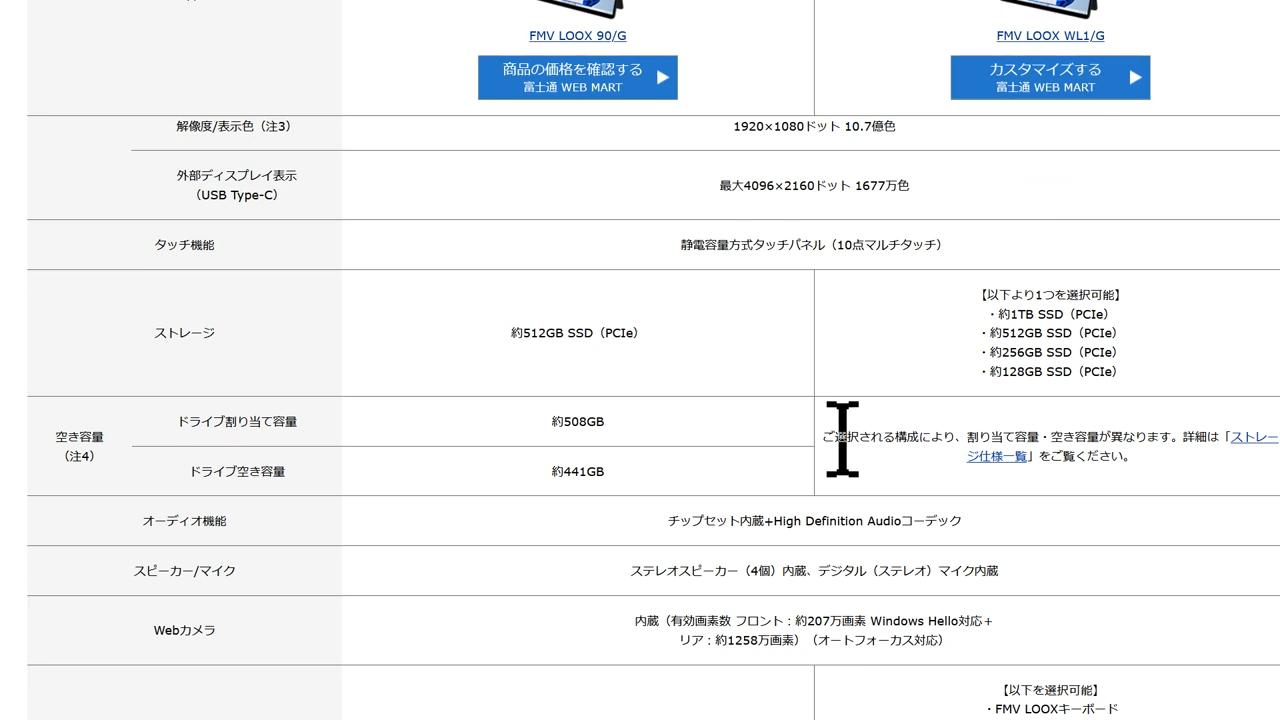 FMV LOOX 90/G
FMV LOOX WL1/G
商品の価格を確認する
富士通 WEB MART
カスタマイズする
富士通 WEB MART
解像度/表示色（注3）
1920×1080ドット 10.7億色
外部ディスプレイ表示
（USB Type-C）
最大4096×2160ドット 1677万色
タッチ機能
静電容量方式タッチパネル（10点マルチタッチ）
ストレージ
約512GB SSD（PCIe）
【以下より1つを選択可能】
・約1TB SSD（PCIe）
・約512GB SSD（PCIe）
・約256GB SSD（PCIe）
・約128GB SSD（PCIe）
空き容量
（注4）
ドライブ割り当て容量
約508GB
ドライブ空き容量
約441GB
ご選択される構成により、割り当て容量・空き容量が異なります。詳細は「ストレー
ジ仕様一覧」をご覧ください。
オーディオ機能
チップセット内蔵+High Definition Audioコーデック
スピーカー/マイク
ステレオスピーカー（4個）内蔵、デジタル（ステレオ）マイク内蔵
Webカメラ
内蔵（有効画素数 フロント：約207万画素 Windows Hello対応＋
リア：約1258万画素）（オートフォーカス対応）
【以下を選択可能】
・FMV LOOXキーボード